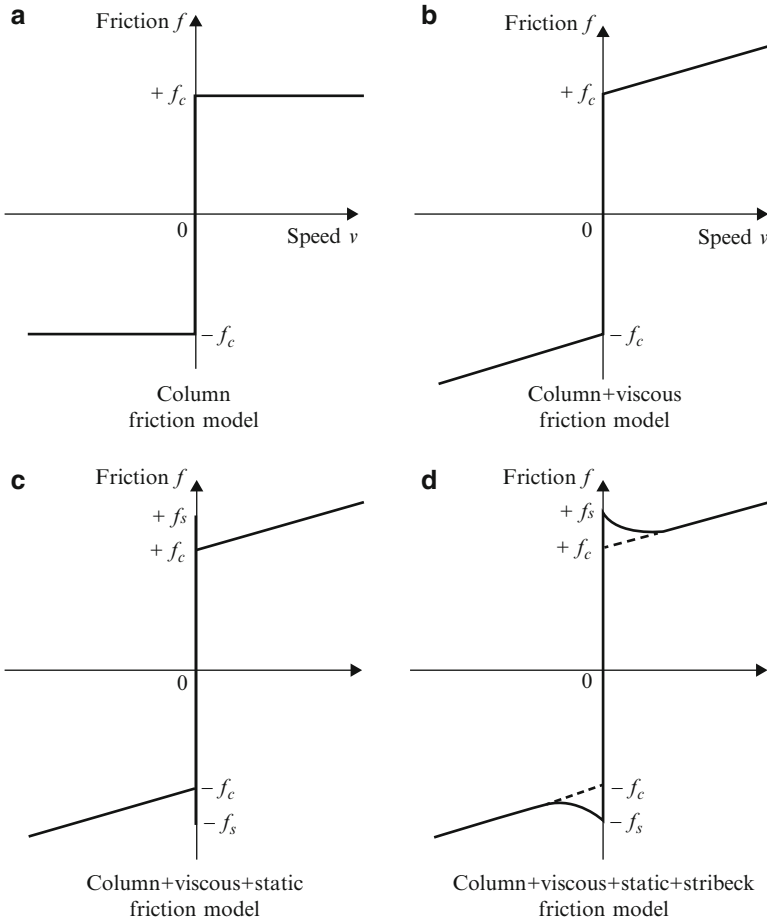 a
Friction f
+ f_c
0
Speed v
– f_c
Column
friction model
b
Friction f
+ f_c
0
Speed v
– f_c
Column+viscous
friction model
c
Friction f
+ f_s
+ f_c
0
– f_c
– f_s
Column+viscous+static
friction model
d
Friction f
+ f_s
+ f_c
0
– f_c
– f_s
Column+viscous+static+stribeck
friction model